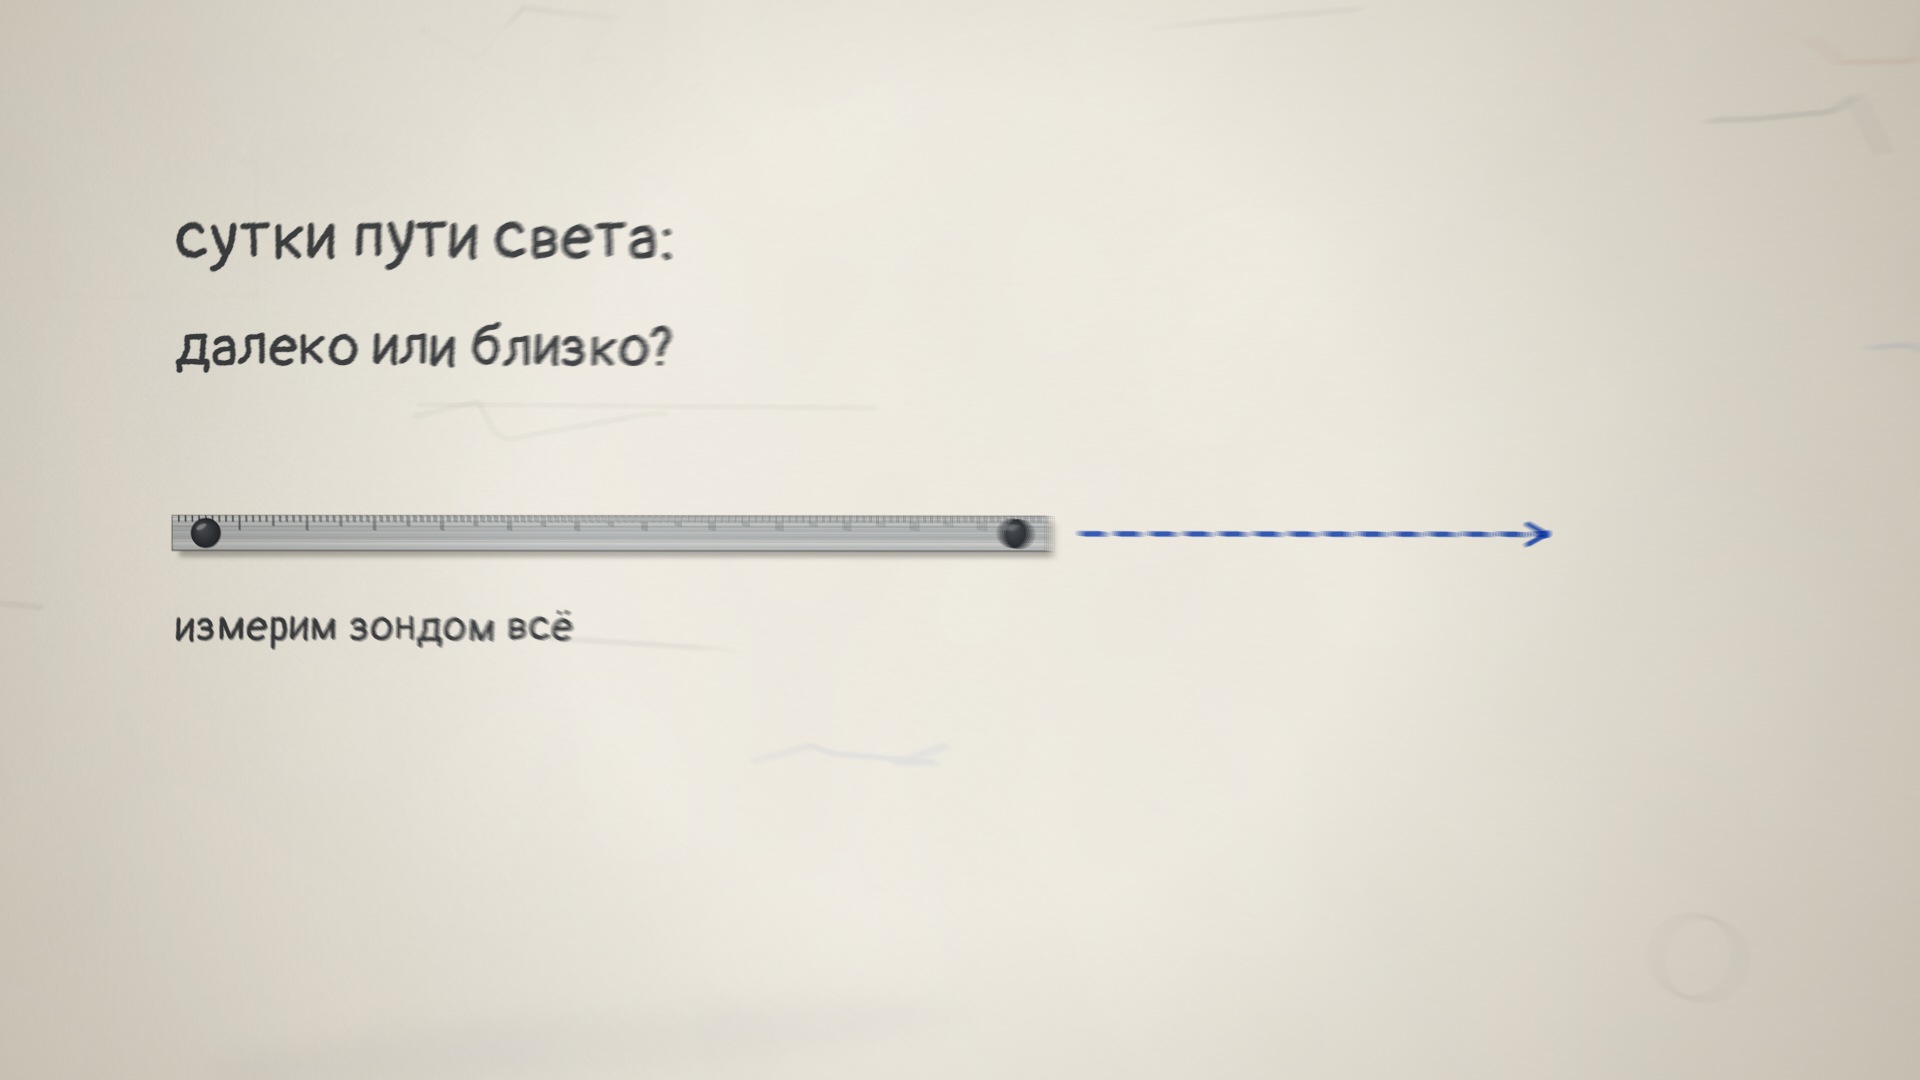 сутки пути света:
далеко или близко?
измерим зондом всё